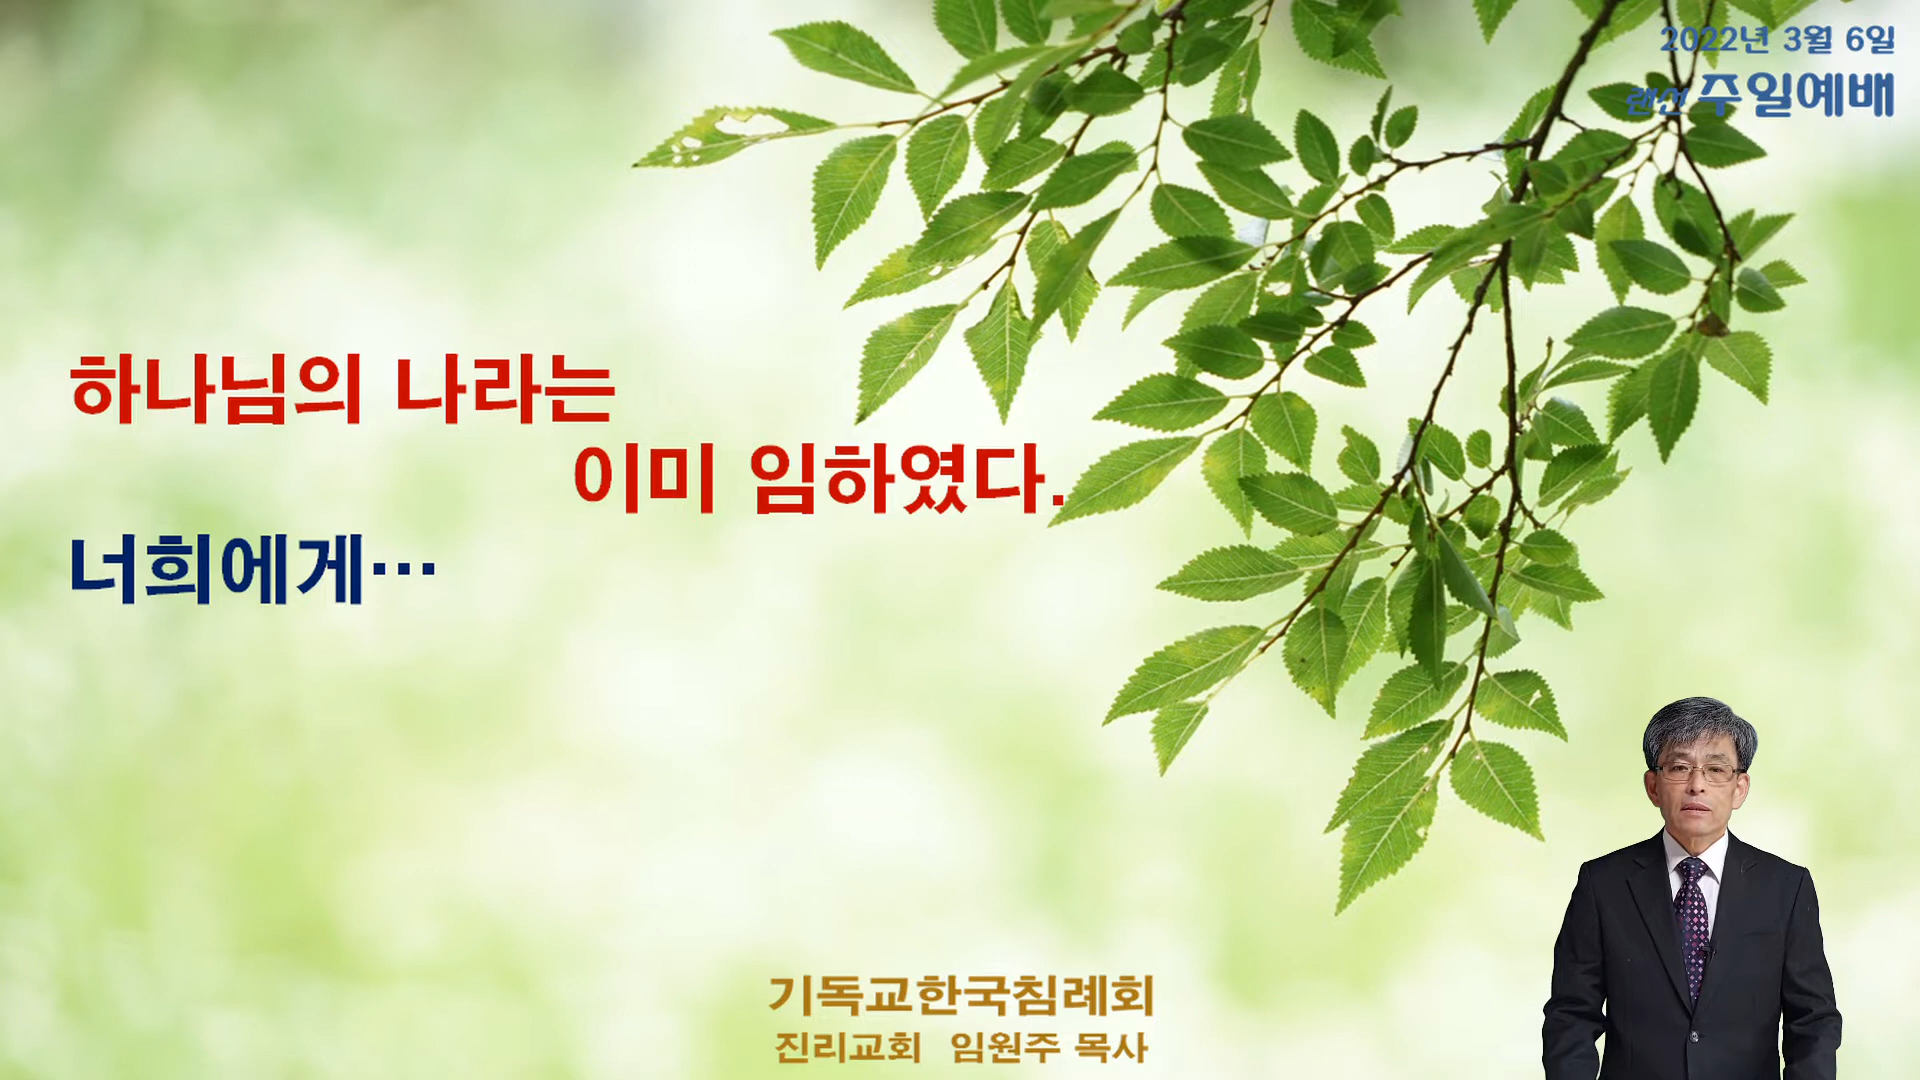 2022년 3월 6일
랜선 주일예배
하나님의 나라는
이미 임하였다.
너희에게…
기독교한국침례회
진리교회 임원주 목사